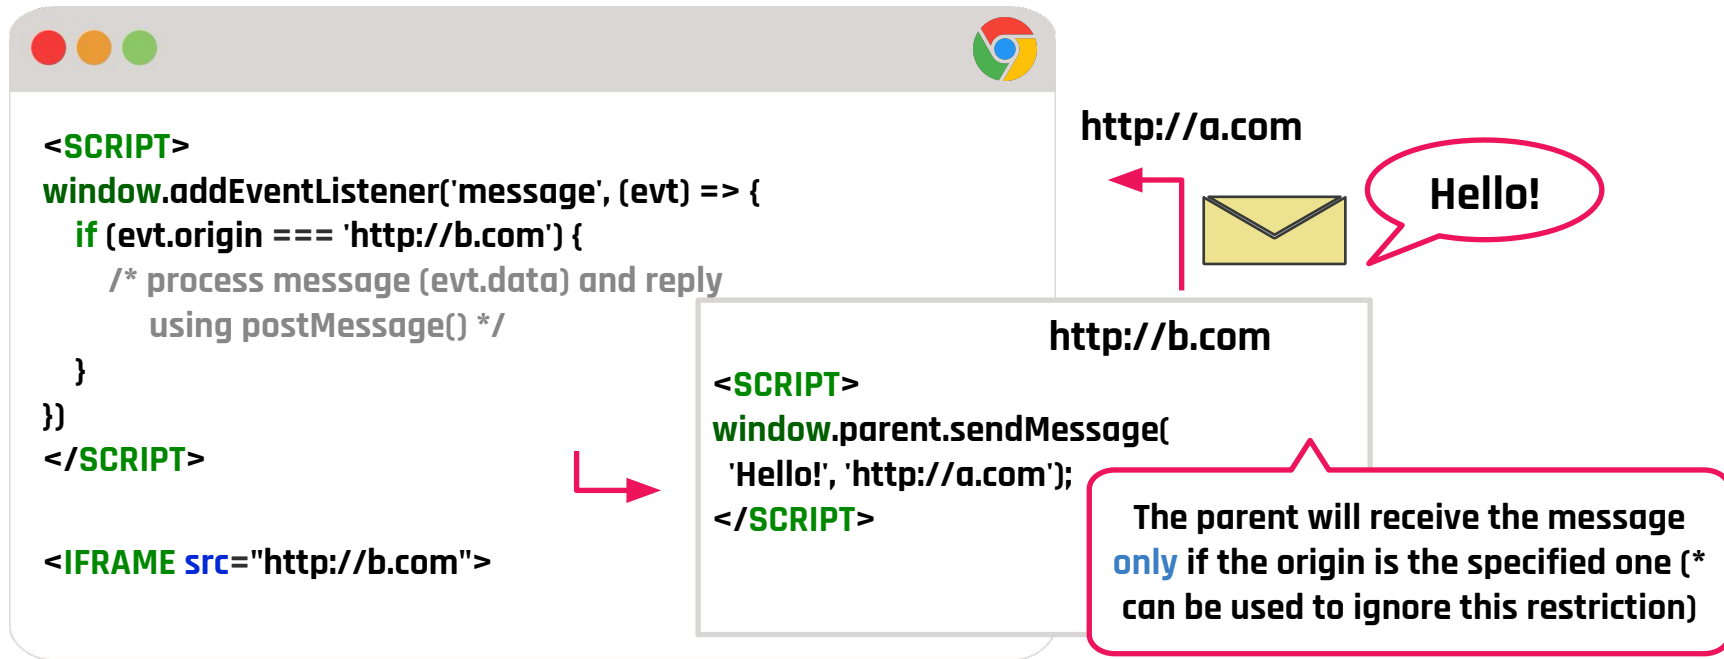 <SCRIPT>
window.addEventListener('message', (evt) => {
if (evt.origin === 'http://b.com') {
/* process message (evt.data) and reply
using postMessage() */
}
})
</SCRIPT>
<IFRAME src="http://b.com">
http://a.com
Hello!
http://b.com
<SCRIPT>
window.parent.sendMessage(
'Hello!', 'http://a.com');
</SCRIPT>
The parent will receive the message
only if the origin is the specified one (*
can be used to ignore this restriction)